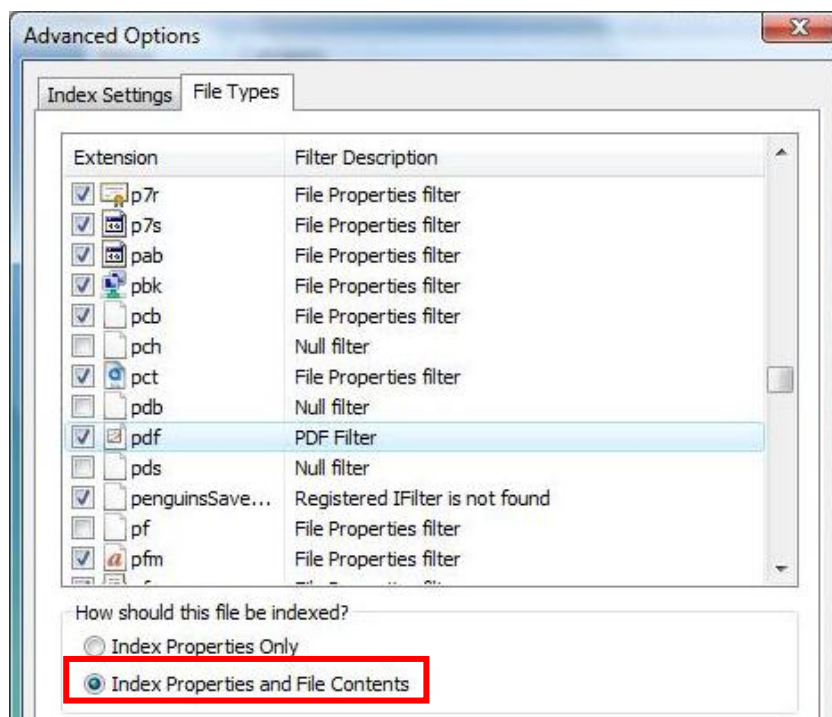 Advanced Options
Index Settings File Types
Extension Filter Description
p7r File Properties filter
p7s File Properties filter
pab File Properties filter
pbk File Properties filter
pcb File Properties filter
pch Null filter
pct File Properties filter
pdb Null filter
pdf PDF Filter
pds Null filter
penguinsSave... Registered IFilter is not found
pf File Properties filter
pfm File Properties filter
How should this file be indexed?
Index Properties Only
Index Properties and File Contents